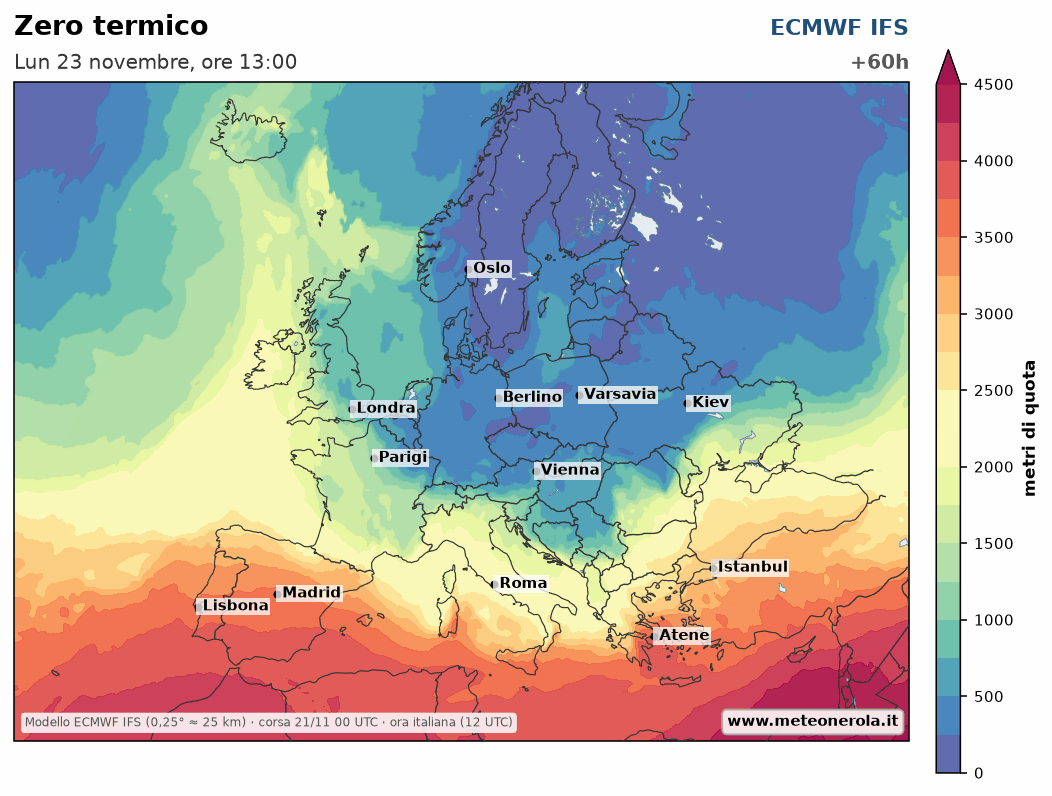 Zero termico
ECMWF IFS
Lun 23 novembre, ore 13:00
+60h
4500
4000
3500
3000
2500
2000
1500
1000
500
0
metri di quota
Oslo
Berlino
Varsavia
Kiev
Londra
Parigi
Vienna
Istanbul
Roma
Madrid
Lisbona
Atene
Modello ECMWF IFS (0,25° ≈ 25 km) · corsa 21/11 00 UTC · ora italiana (12 UTC)
www.meteonerola.it